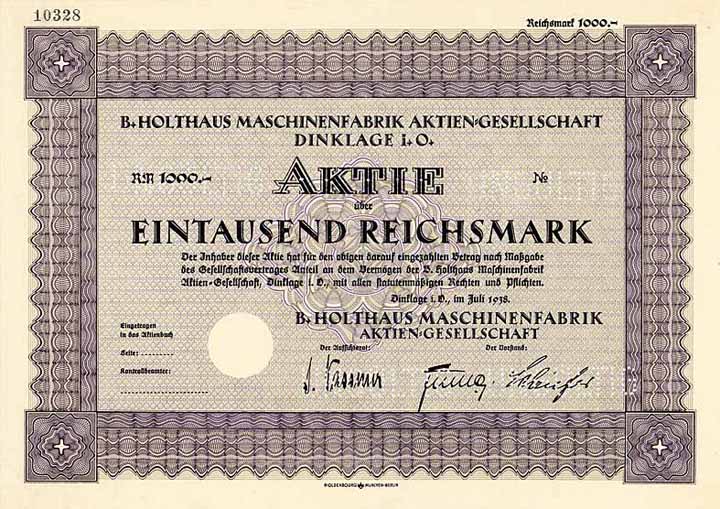 10328
Reichsmark 1000.-
B. HOLTHAUS MASCHINENFABRIK AKTIEN-GESELLSCHAFT
DINKLAGE i. O.
RM 1000.- AKTIE №
über
EINTAUSEND REICHSMARK
Der Inhaber dieser Aktie hat für den obigen darauf eingezahlten Betrag nach Maßgabe
des Gesellschaftsvertrages Anteil an dem Vermögen der B. Holthaus Maschinenfabrik
Aktien-Gesellschaft, Dinklage i. O., mit allen statutenmäßigen Rechten und Pflichten.
Dinklage i. O., im Juli 1938.
B. HOLTHAUS MASCHINENFABRIK
AKTIEN-GESELLSCHAFT
Eingetragen
in das Aktienbuch
Seite: ..........
Kontrollbeamter:
..........
Der Aufsichtsrat: Der Vorstand:
R. OLDENBOURG MÜNCHEN-BERLIN